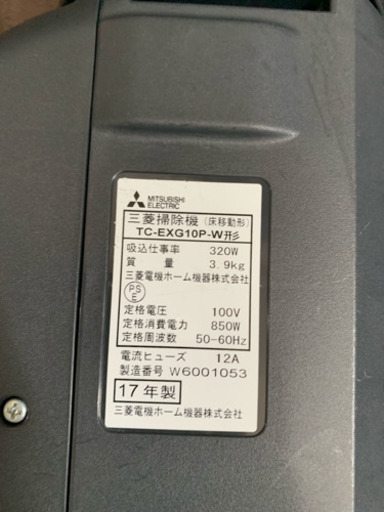 MITSUBISHI
ELECTRIC
三菱掃除機（床移動形）
TC-EXG10P-W形
吸込仕事率 320W
質量 3.9kg
三菱電機ホーム機器株式会社
PS
E
定格電圧 100V
定格消費電力 850W
定格周波数 50-60Hz
電流ヒューズ 12A
製造番号 W6001053
17年製
三菱電機ホーム機器株式会社